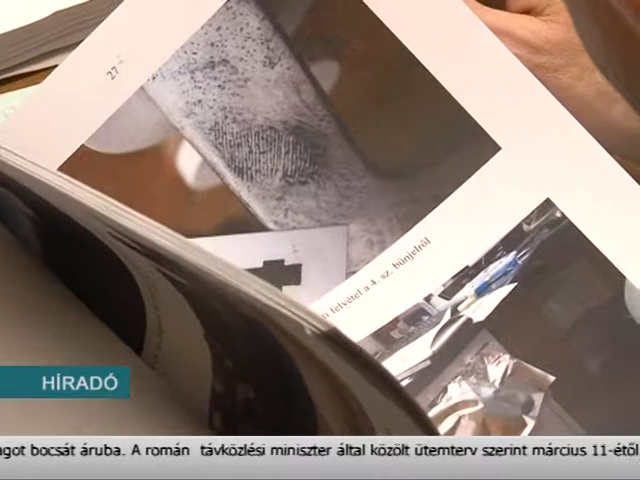 27
felvétel a 4. sz. bűnjelről
HÍRADÓ
agot bocsát áruba. A román távközlési miniszter által közölt ütemterv szerint március 11-étől